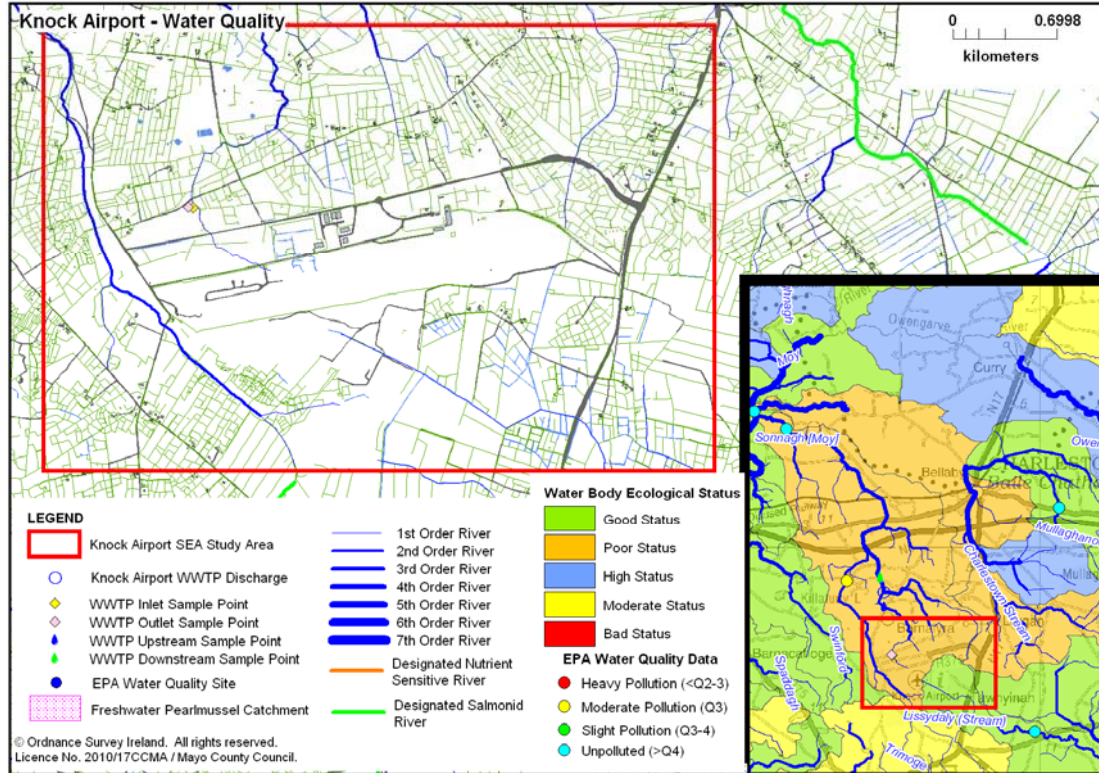 Knock Airport - Water Quality
0 0.6998
kilometers
LEGEND
Knock Airport SEA Study Area
Knock Airport WWTP Discharge
WWTP Inlet Sample Point
WWTP Outlet Sample Point
WWTP Upstream Sample Point
WWTP Downstream Sample Point
EPA Water Quality Site
Freshwater Pearlmussel Catchment
© Ordnance Survey Ireland. All rights reserved.
Licence No. 2010/17CCMA / Mayo County Council.
1st Order River
2nd Order River
3rd Order River
4th Order River
5th Order River
6th Order River
7th Order River
Designated Nutrient
Sensitive River
Designated Salmonid
River
Water Body Ecological Status
Good Status
Poor Status
High Status
Moderate Status
Bad Status
EPA Water Quality Data
Heavy Pollution (<Q2-3)
Moderate Pollution (Q3)
Slight Pollution (Q3-4)
Unpolluted (>Q4)
Owengarve
River
Moy
Curry
N17
Sonnagh [Moy]
Charlestown Stream
Swinford
Spaddagh
Barnacahoge
Knock Airport
Lissydaly (Stream)
Trimoge